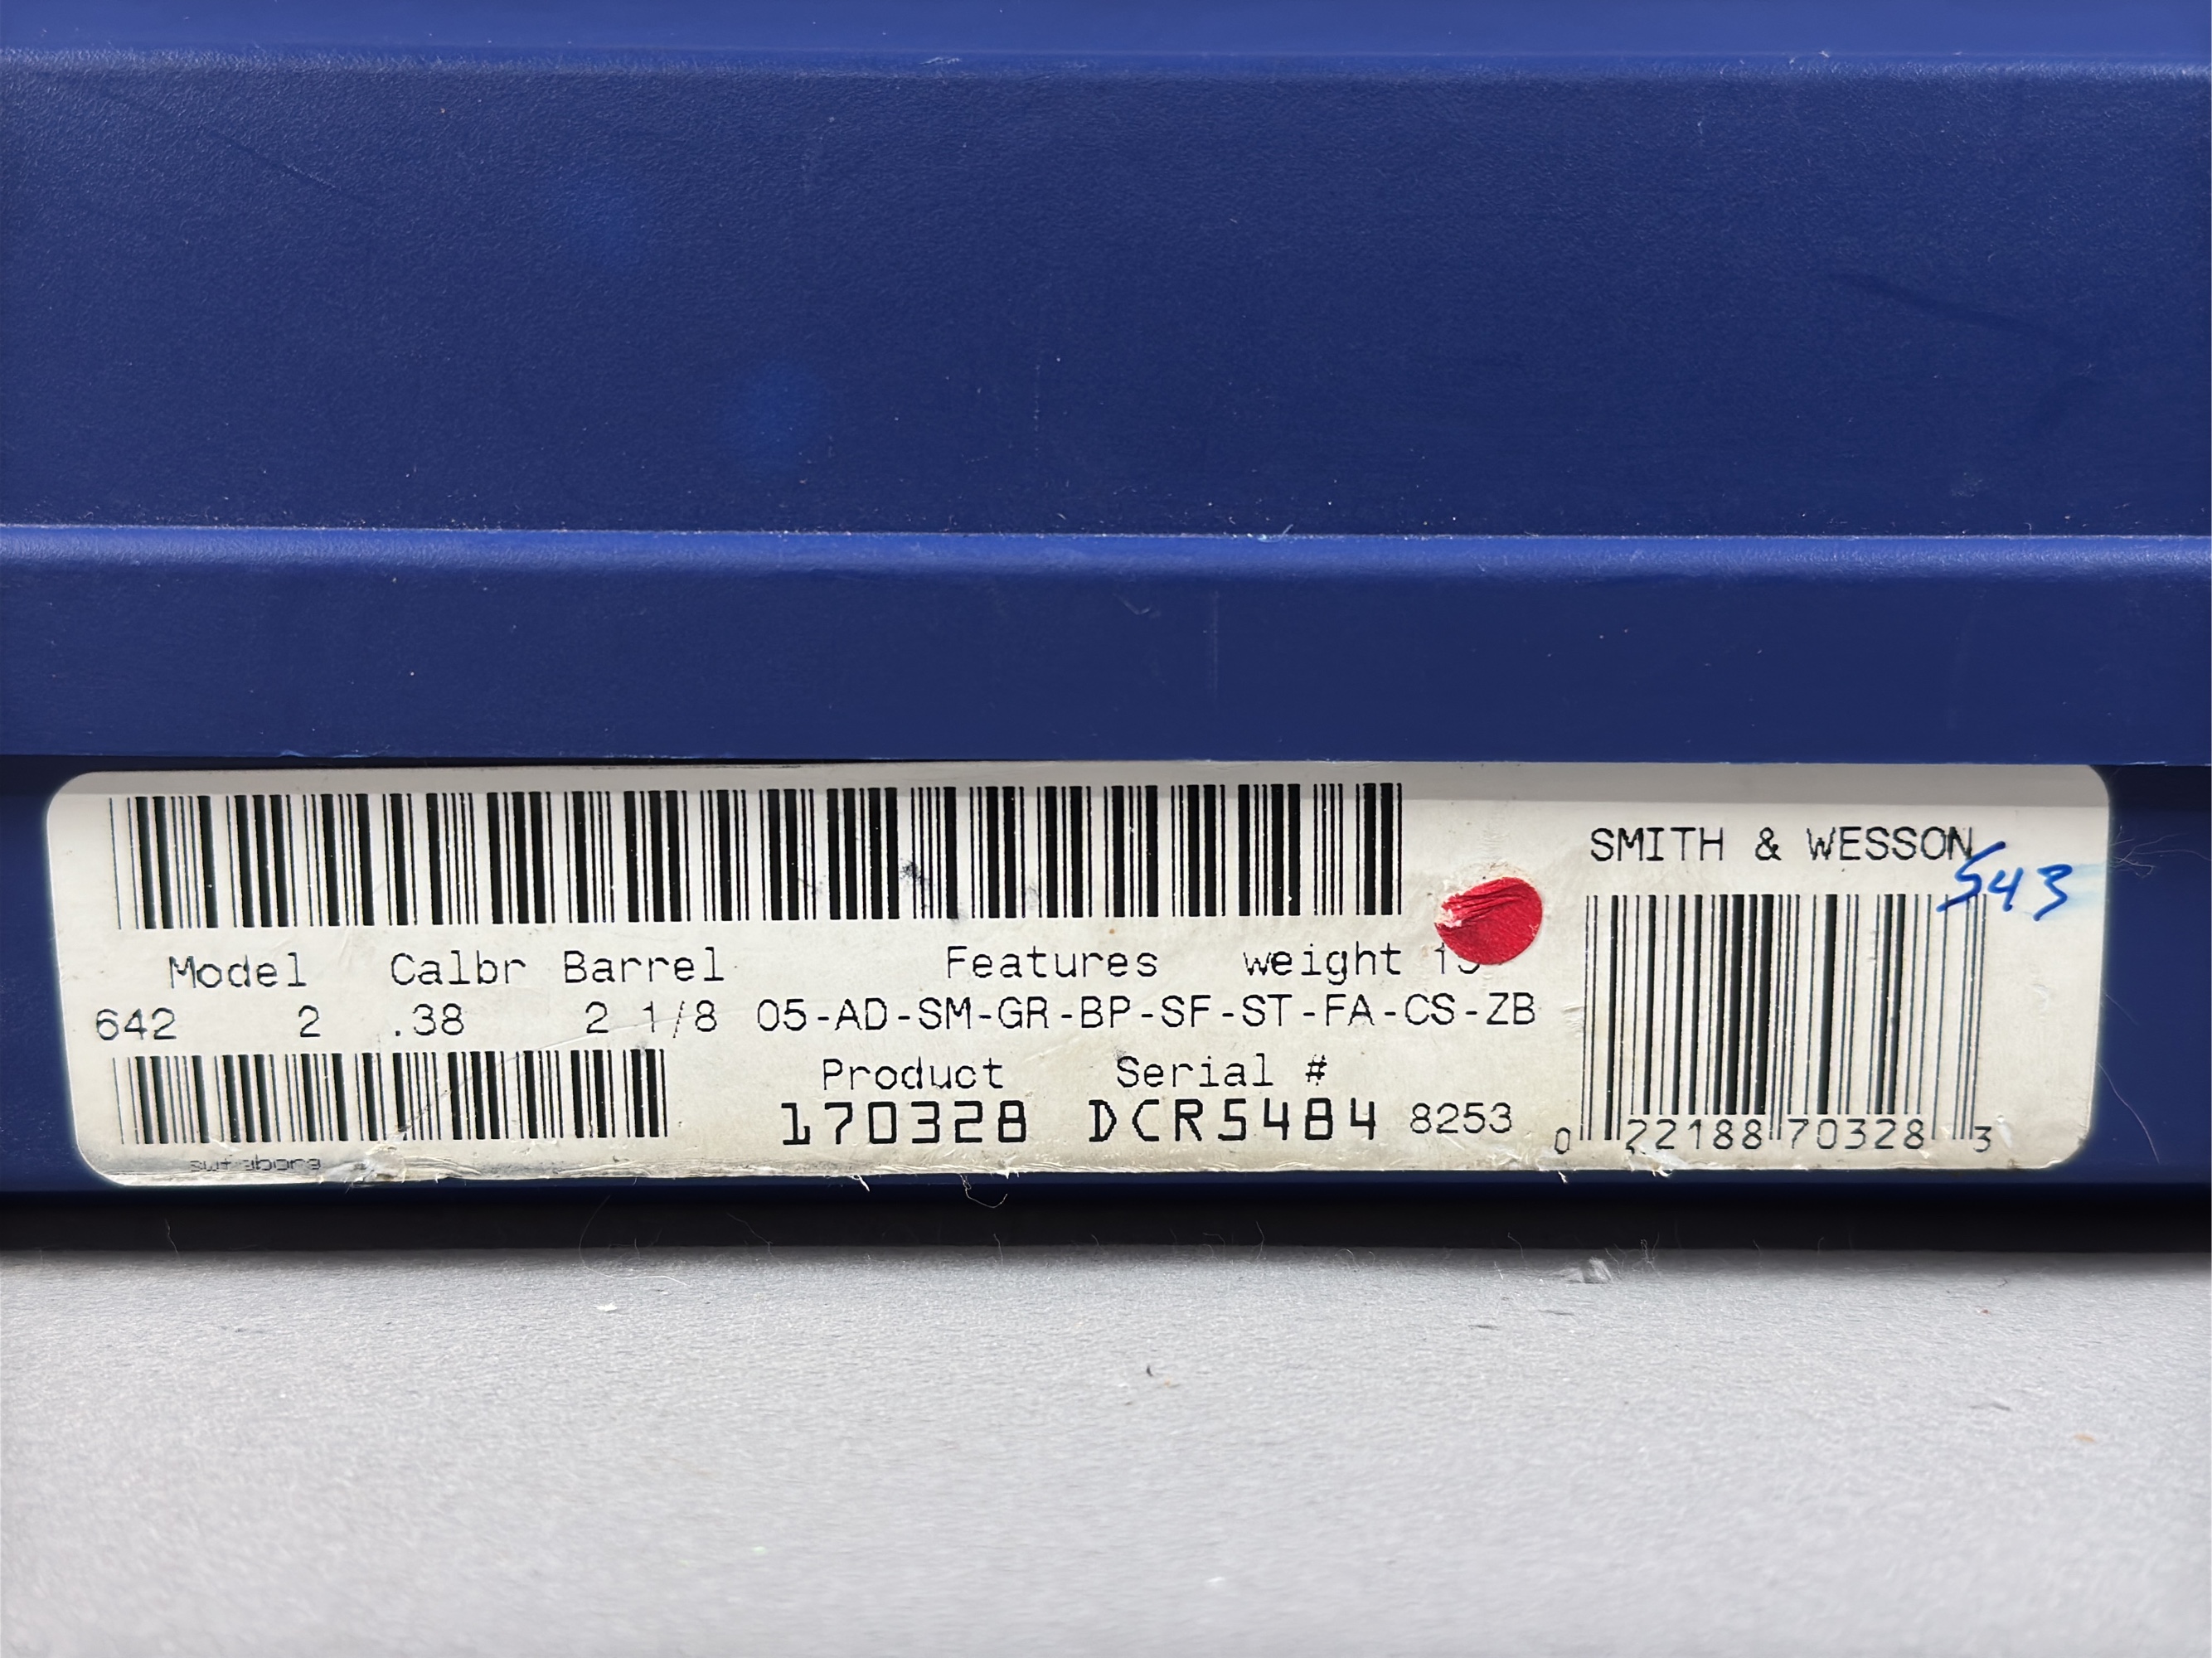 SMITH & WESSON
543
Model Calbr Barrel Features weight
642 2 .38 2 1/8 05-AD-SM-GR-BP-SF-ST-FA-CS-ZB
Product Serial #
170328 DCR5484 8253
0 22188 70328 3